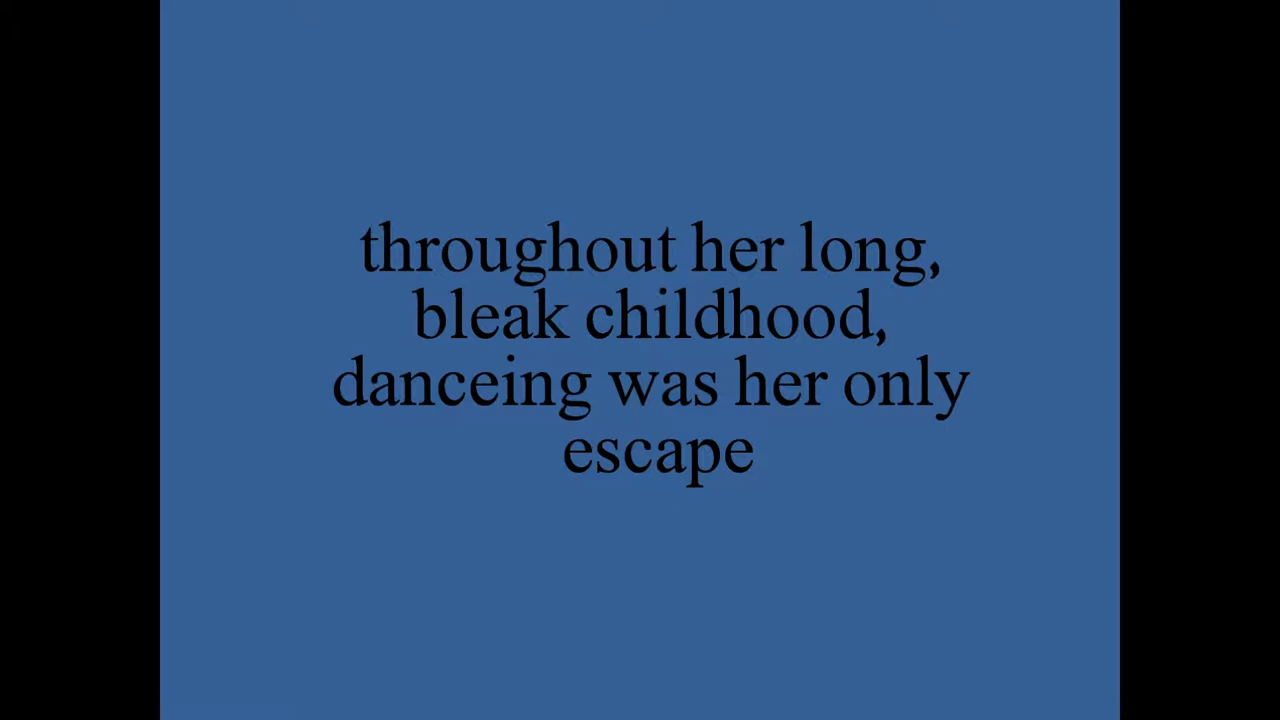 throughout her long,
bleak childhood,
danceing was her only
escape